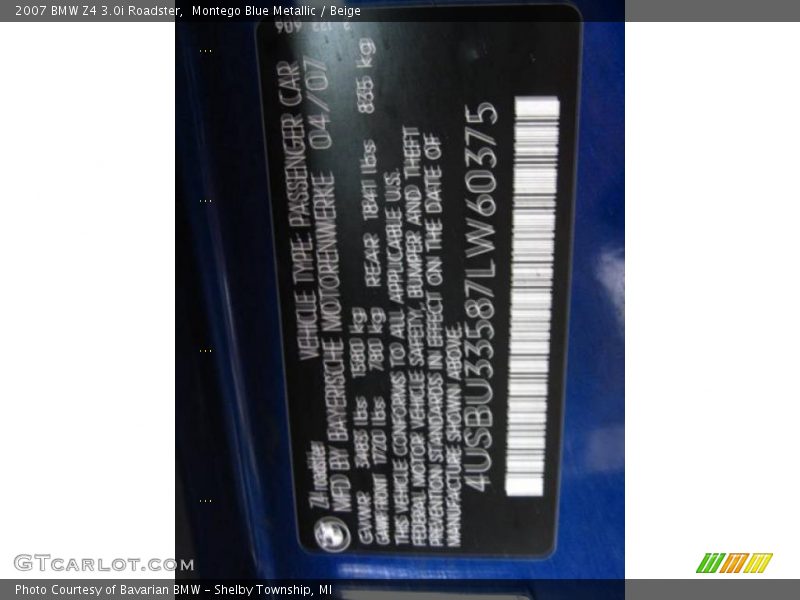 2007 BMW Z4 3.0i Roadster, Montego Blue Metallic / Beige
Z4 roadster VEHICLE TYPE: PASSENGER CAR
MFD BY BAYERISCHE MOTORENWERKE 04/07
GVWR 3483 lbs 1580 kg
GAWR FRONT 1720 lbs 780 kg REAR 1841 lbs 835 kg
THIS VEHICLE CONFORMS TO ALL APPLICABLE U.S.
FEDERAL MOTOR VEHICLE SAFETY, BUMPER AND THEFT
PREVENTION STANDARDS IN EFFECT ON THE DATE OF
MANUFACTURE SHOWN ABOVE.
4USBU33587LW60375
GTCarLot.com
Photo Courtesy of Bavarian BMW - Shelby Township, MI